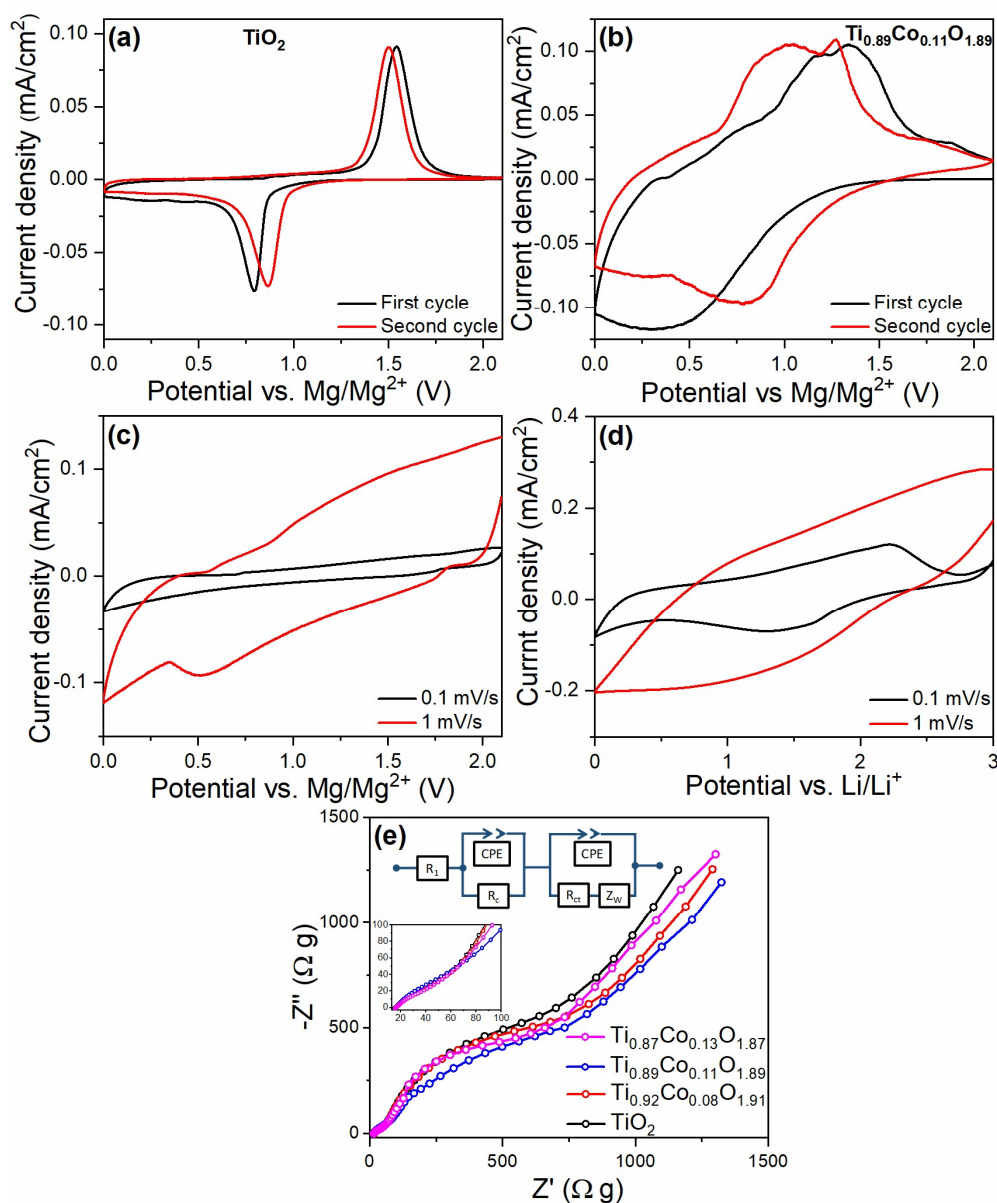 (a)
TiO2
0.10
0.05
0.00
-0.05
-0.10
Current density (mA/cm2)
First cycle
Second cycle
0.0 0.5 1.0 1.5 2.0
Potential vs. Mg/Mg2+ (V)
(b)
Ti0.89Co0.11O1.89
0.10
0.05
0.00
-0.05
-0.10
Current density (mA/cm2)
First cycle
Second cycle
0.0 0.5 1.0 1.5 2.0
Potential vs Mg/Mg2+ (V)
(c)
0.1
0.0
-0.1
Current density (mA/cm2)
0.1 mV/s
1 mV/s
0.0 0.5 1.0 1.5 2.0
Potential vs. Mg/Mg2+ (V)
(d)
0.4
0.2
0.0
-0.2
Currnt density (mA/cm2)
0.1 mV/s
1 mV/s
0 1 2 3
Potential vs. Li/Li+
(e)
1500
1000
500
0
-Z'' (Ω g)
R1
CPE
Rc
CPE
Rct
Zw
100
80
60
40
20
0
20 40 60 80 100
Ti0.87Co0.13O1.87
Ti0.89Co0.11O1.89
Ti0.92Co0.08O1.91
TiO2
0 500 1000 1500
Z' (Ω g)